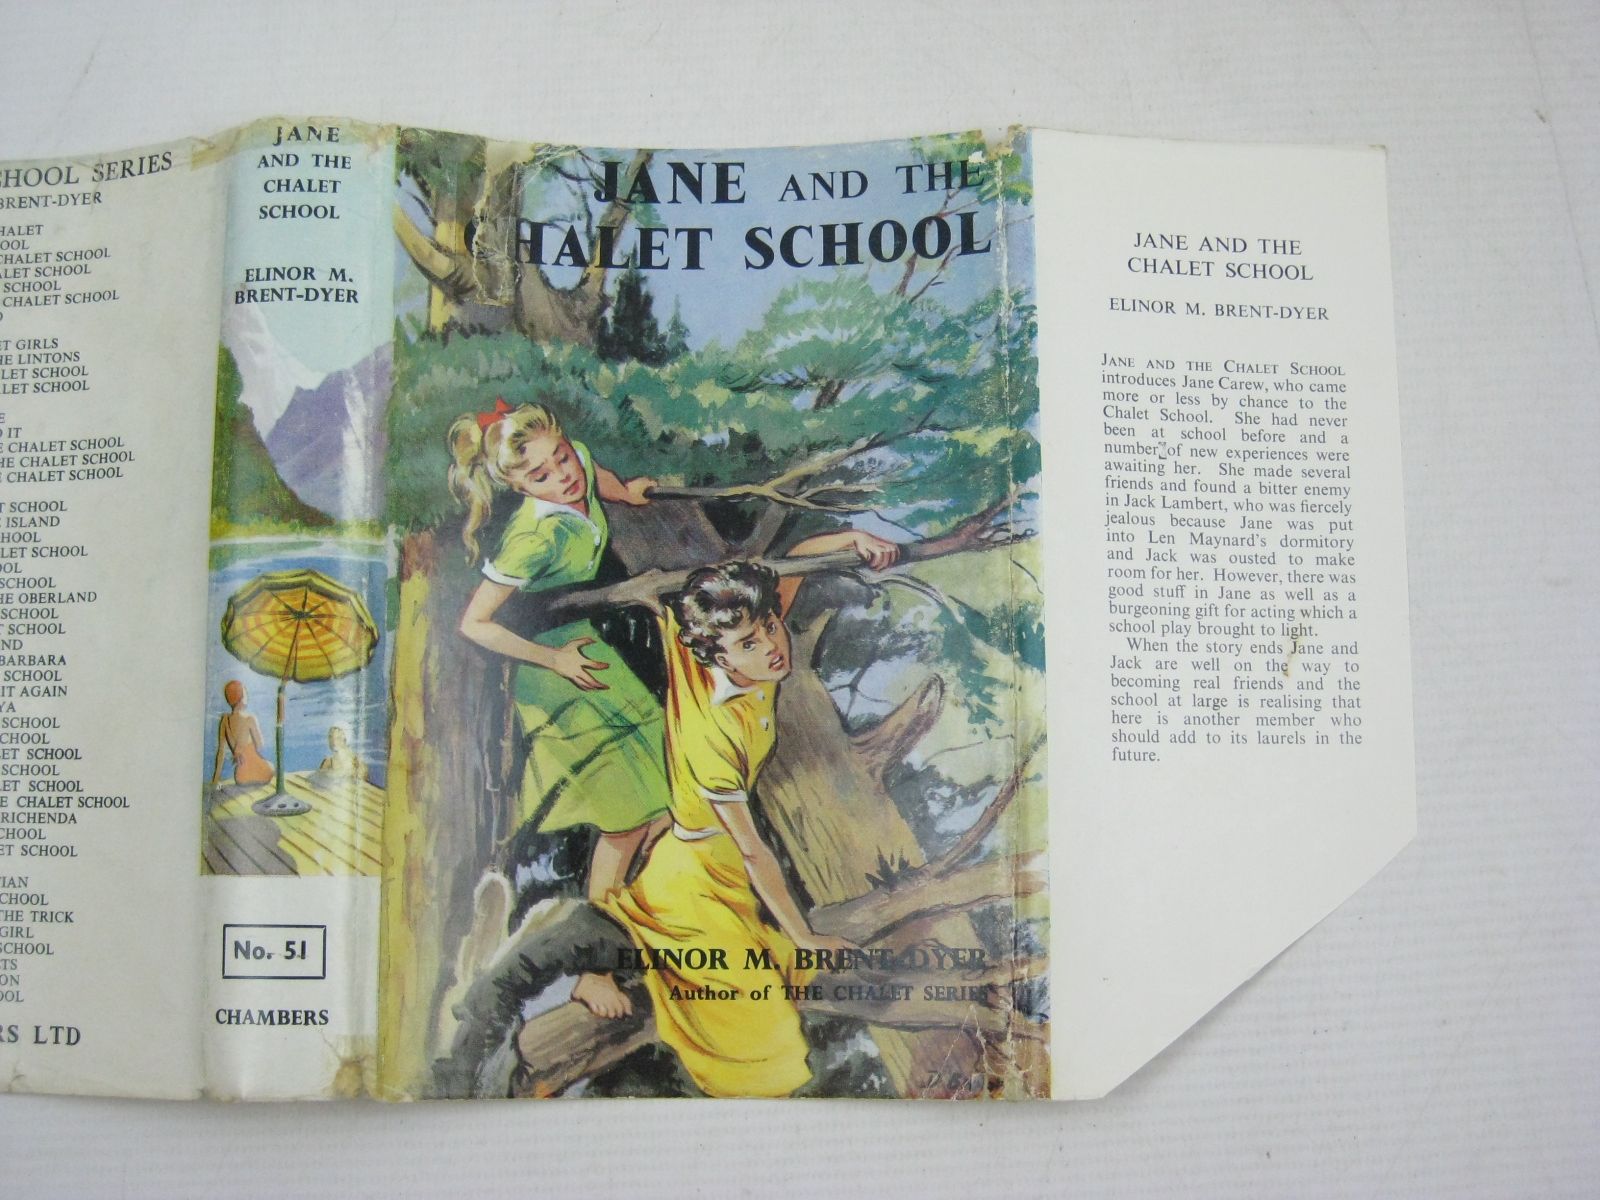 CHOOL SERIES
BRENT-DYER
HALET
OOL
CHALET SCHOOL
ALET SCHOOL
SCHOOL
CHALET SCHOOL
ET GIRLS
HE LINTONS
LET SCHOOL
ALET SCHOOL
E
O IT
E CHALET SCHOOL
HE CHALET SCHOOL
E CHALET SCHOOL
T SCHOOL
E ISLAND
CHOOL
ALET SCHOOL
OOL
SCHOOL
HE OBERLAND
SCHOOL
T SCHOOL
ND
BARBARA
SCHOOL
IT AGAIN
YA
SCHOOL
CHOOL
LET SCHOOL
SCHOOL
LET SCHOOL
E CHALET SCHOOL
RICHENDA
CHOOL
ET SCHOOL
TIAN
CHOOL
THE TRICK
GIRL
SCHOOL
TS
ON
OOL
RS LTD
JANE
AND THE
CHALET
SCHOOL
ELINOR M.
BRENT-DYER
No. 51
CHAMBERS
JANE AND THE
CHALET SCHOOL
ELINOR M. BRENT-DYER
Author of THE CHALET SERIES
JANE AND THE
CHALET SCHOOL
ELINOR M. BRENT-DYER
JANE AND THE CHALET SCHOOL
introduces Jane Carew, who came
more or less by chance to the
Chalet School. She had never
been at school before and a
number of new experiences were
awaiting her. She made several
friends and found a bitter enemy
in Jack Lambert, who was fiercely
jealous because Jane was put
into Len Maynard's dormitory
and Jack was ousted to make
room for her. However, there was
good stuff in Jane as well as a
burgeoning gift for acting which a
school play brought to light.
When the story ends Jane and
Jack are well on the way to
becoming real friends and the
school at large is realising that
here is another member who
should add to its laurels in the
future.